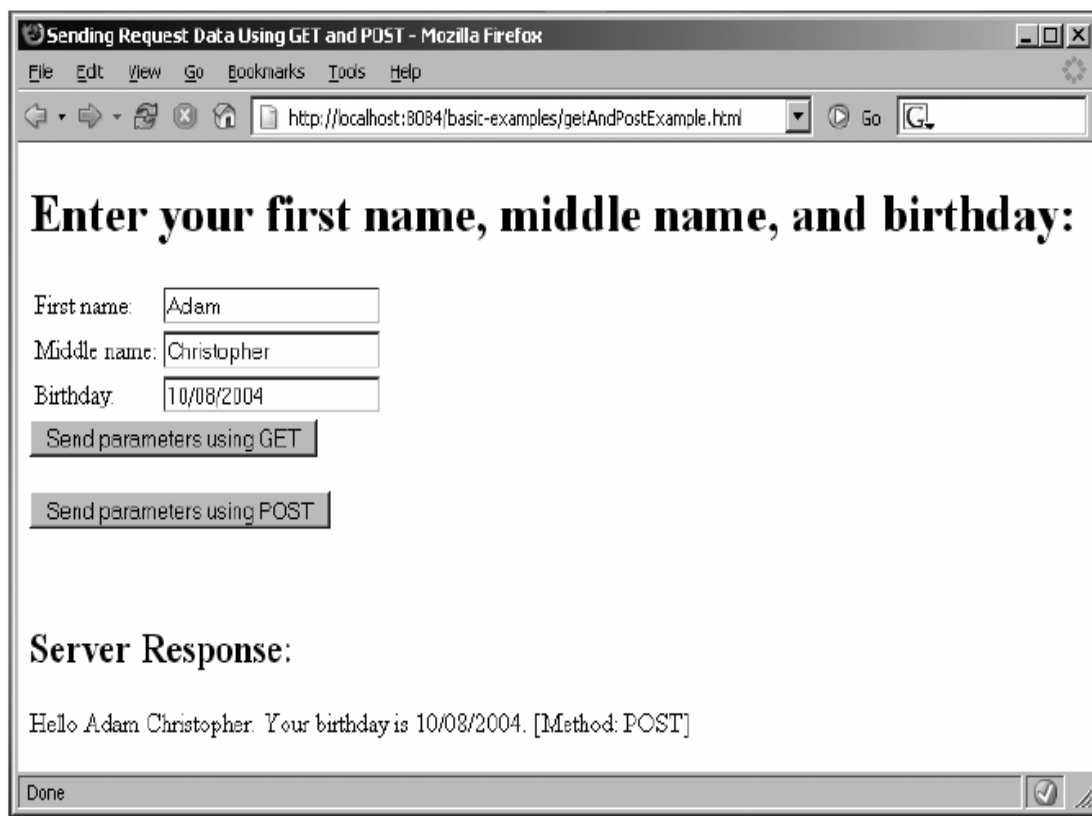 Sending Request Data Using GET and POST - Mozilla Firefox
File Edit View Go Bookmarks Tools Help
http://localhost:8084/basic-examples/getAndPostExample.html Go G
Enter your first name, middle name, and birthday:
First name: Adam
Middle name: Christopher
Birthday: 10/08/2004
Send parameters using GET
Send parameters using POST
Server Response:
Hello Adam Christopher. Your birthday is 10/08/2004. [Method: POST]
Done